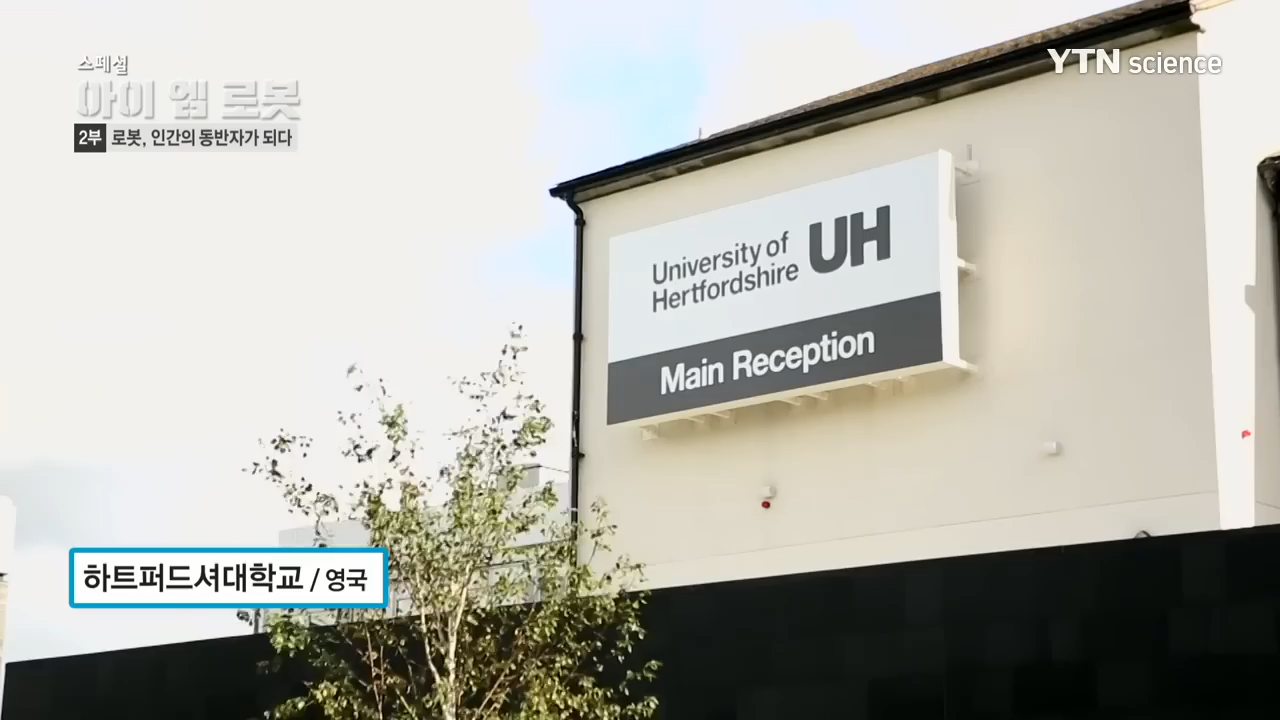 스페셜
아이 엠 로봇
2부 로봇, 인간의 동반자가 되다
YTN science
University of
Hertfordshire
UH
Main Reception
하트퍼드셔대학교 / 영국